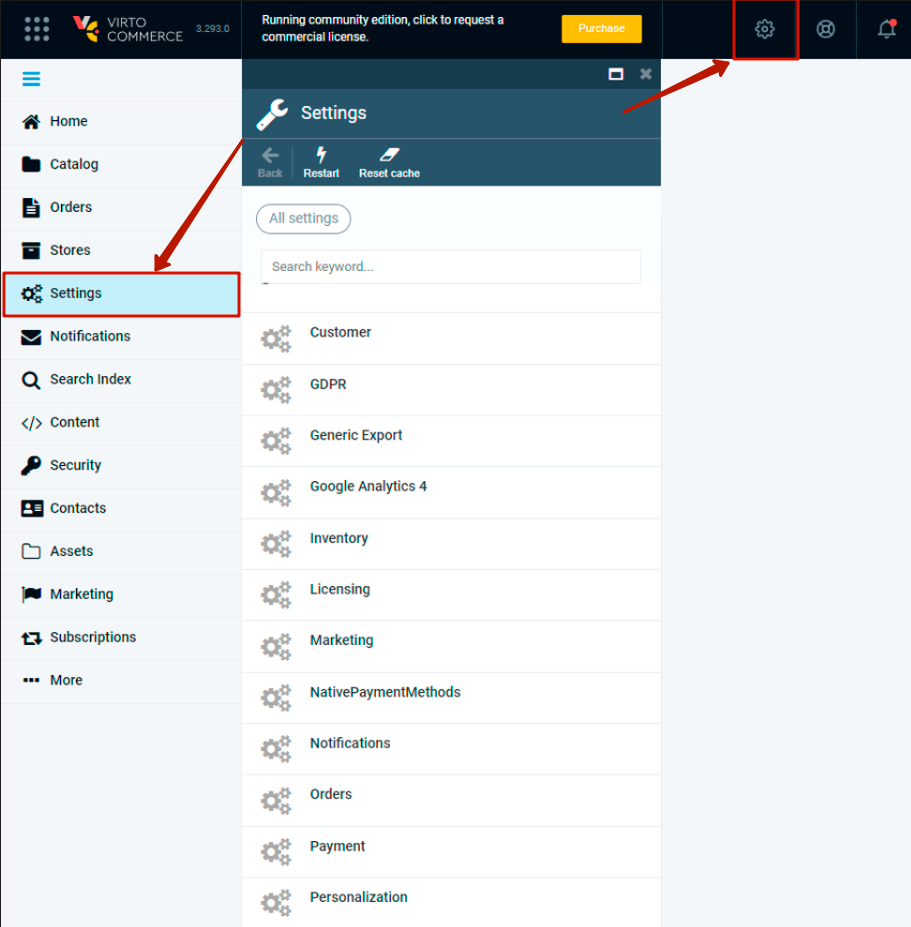 VIRTO
COMMERCE
3.293.0
Running community edition, click to request a
commercial license.
Purchase
Home
Catalog
Orders
Stores
Settings
Notifications
Search Index
Content
Security
Contacts
Assets
Marketing
Subscriptions
More
Settings
Back
Restart
Reset cache
All settings
Search keyword...
Customer
GDPR
Generic Export
Google Analytics 4
Inventory
Licensing
Marketing
NativePaymentMethods
Notifications
Orders
Payment
Personalization